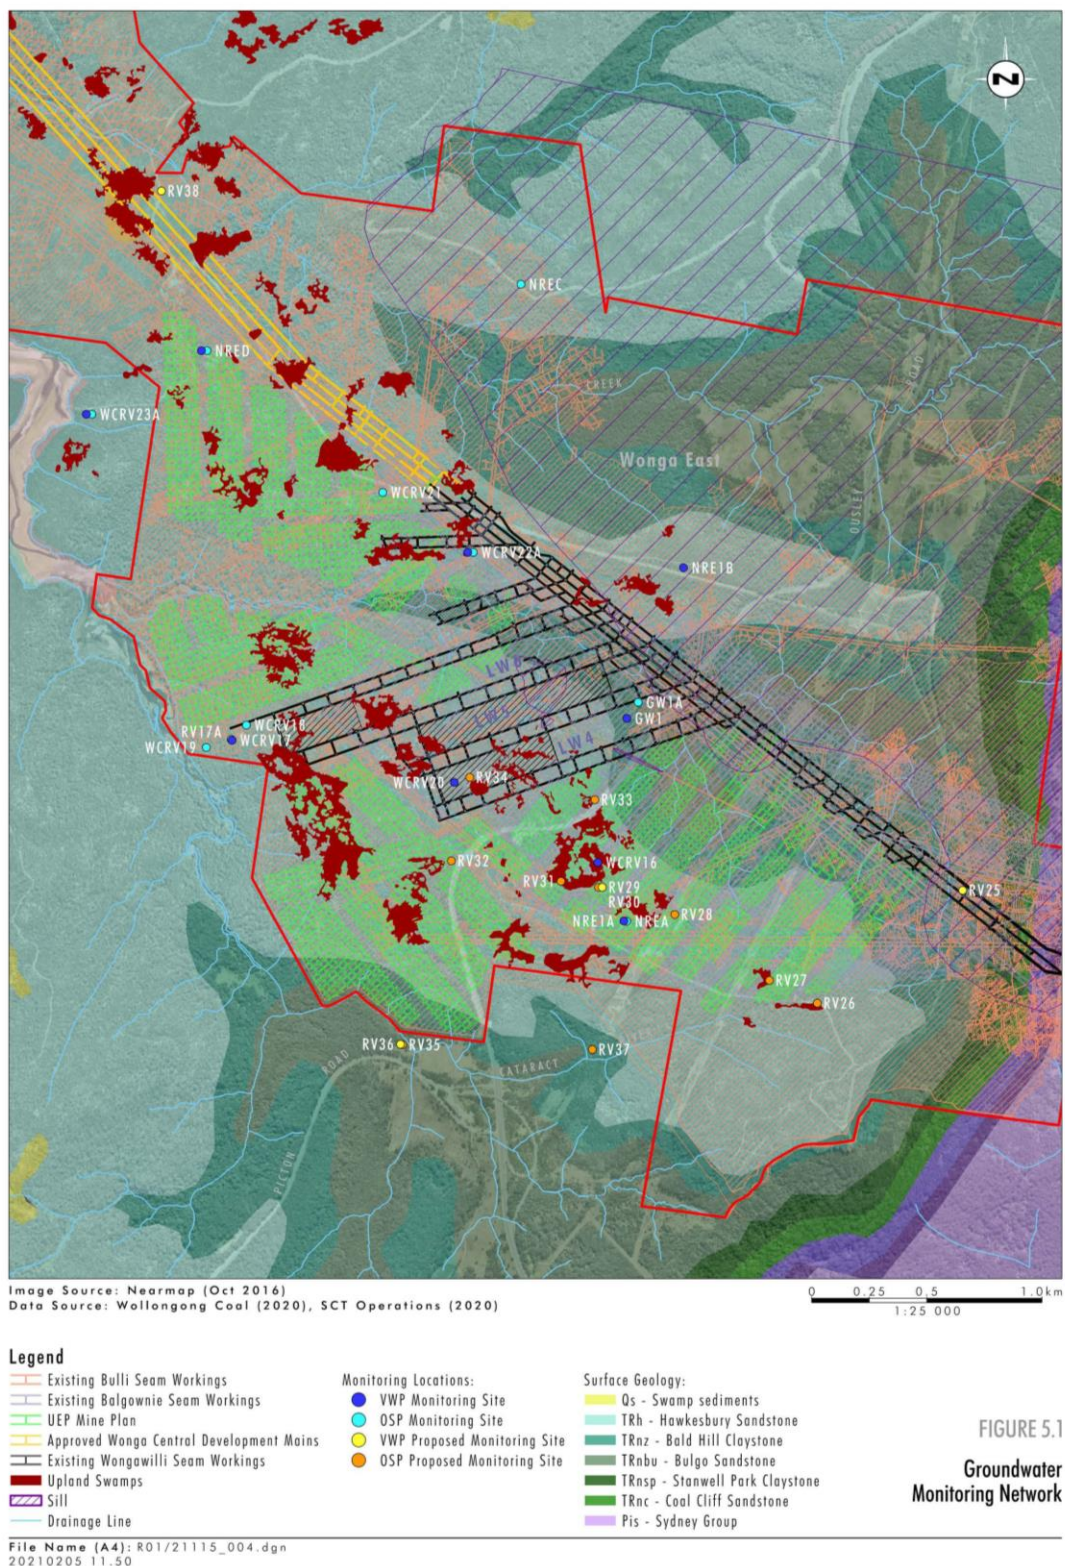 N
RV38
NREC
NRED
CREEK
ROAD
WCRV23A
Wonga East
WCRV21
OUSLEY
WCRV22A
NRE1B
LW6
GW1A
LW5
GW1
WCRV18
RV17A
WCRV17
LW4
WCRV19
RV34
WCRV20
RV33
RV32
WCRV16
RV31
RV29
RV25
RV30
RV28
NRE1A
NREA
RV27
RV26
RV36
RV35
RV37
ROAD
CATARACT
PICTON
Image Source: Nearmap (Oct 2016)
Data Source: Wollongong Coal (2020), SCT Operations (2020)
0 0.25 0.5 1.0km
1:25 000
Legend
Existing Bulli Seam Workings
Existing Balgownie Seam Workings
UEP Mine Plan
Approved Wonga Central Development Mains
Existing Wongawilli Seam Workings
Upland Swamps
Sill
Drainage Line
Monitoring Locations:
VWP Monitoring Site
OSP Monitoring Site
VWP Proposed Monitoring Site
OSP Proposed Monitoring Site
Surface Geology:
Qs - Swamp sediments
TRh - Hawkesbury Sandstone
TRnz - Bald Hill Claystone
TRnbu - Bulgo Sandstone
TRnsp - Stanwell Park Claystone
TRnc - Coal Cliff Sandstone
Pis - Sydney Group
FIGURE 5.1
Groundwater
Monitoring Network
File Name (A4): R01/21115_004.dgn
20210205 11.50